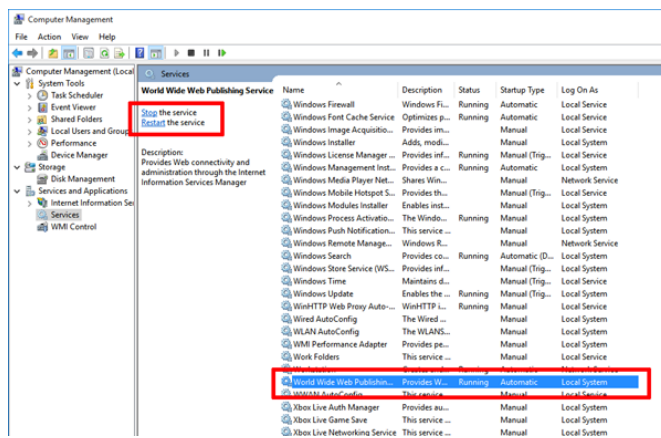 Computer Management
File Action View Help
Computer Management (Local
System Tools
Task Scheduler
Event Viewer
Shared Folders
Local Users and Group
Performance
Device Manager
Storage
Disk Management
Services and Applications
Internet Information Se
Services
WMI Control
Services
World Wide Web Publishing Service
Stop the service
Restart the service
Description:
Provides Web connectivity and
administration through the Internet
Information Services Manager
Name Description Status Startup Type Log On As
Windows Firewall Windows Fi... Running Automatic Local Service
Windows Font Cache Service Optimizes p... Running Automatic Local Service
Windows Image Acquisitio... Provides im... Manual Local Service
Windows Installer Adds, modi... Manual Local System
Windows License Manager ... Provides inf... Running Manual (Trig... Local Service
Windows Management Inst... Provides a c... Running Automatic Local System
Windows Media Player Net... Shares Win... Manual Network Service
Windows Mobile Hotspot S... Provides th... Manual (Trig... Local Service
Windows Modules Installer Enables inst... Manual Local System
Windows Process Activatio... The Windo... Running Manual Local System
Windows Push Notification... This service ... Manual Local System
Windows Remote Manage... Windows R... Manual Network Service
Windows Search Provides co... Running Automatic (D... Local System
Windows Store Service (WS... Provides inf... Manual (Trig... Local System
Windows Time Maintains d... Manual (Trig... Local Service
Windows Update Enables the ... Running Manual (Trig... Local System
WinHTTP Web Proxy Auto-... WinHTTP i... Running Manual Local Service
Wired AutoConfig The Wired ... Manual Local System
WLAN AutoConfig The WLANS... Manual Local System
WMI Performance Adapter Provides pe... Manual Local System
Work Folders This service ... Manual Local Service
World Wide Web Publishin... Provides W... Running Automatic Local System
WWAN AutoConfig This service Manual Local Service
Xbox Live Auth Manager Provides au... Manual Local System
Xbox Live Game Save This service ... Manual Local System
Xbox Live Networking Service This service ... Manual Local System